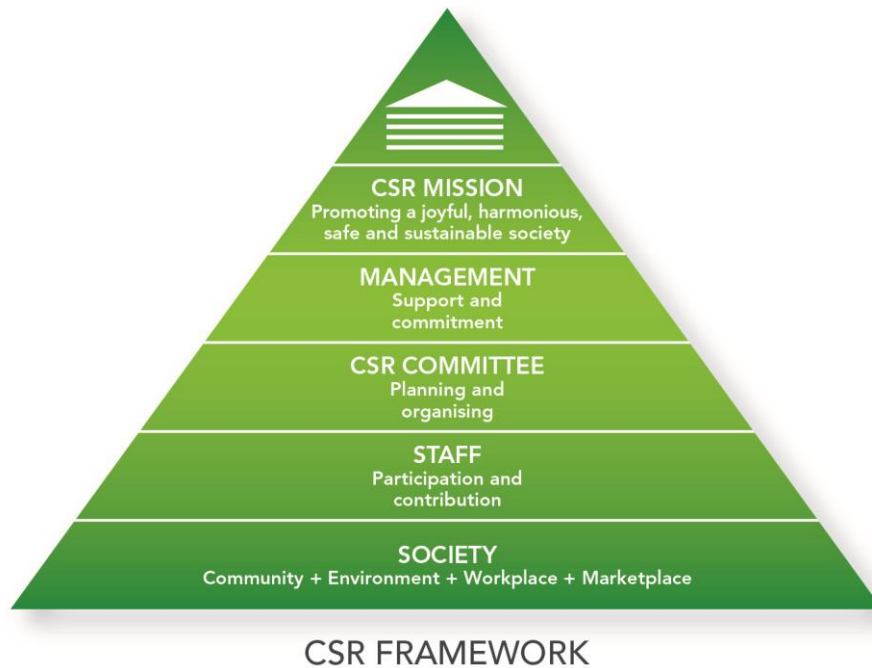 CSR MISSION
Promoting a joyful, harmonious,
safe and sustainable society
MANAGEMENT
Support and
commitment
CSR COMMITTEE
Planning and
organising
STAFF
Participation and
contribution
SOCIETY
Community + Environment + Workplace + Marketplace
CSR FRAMEWORK